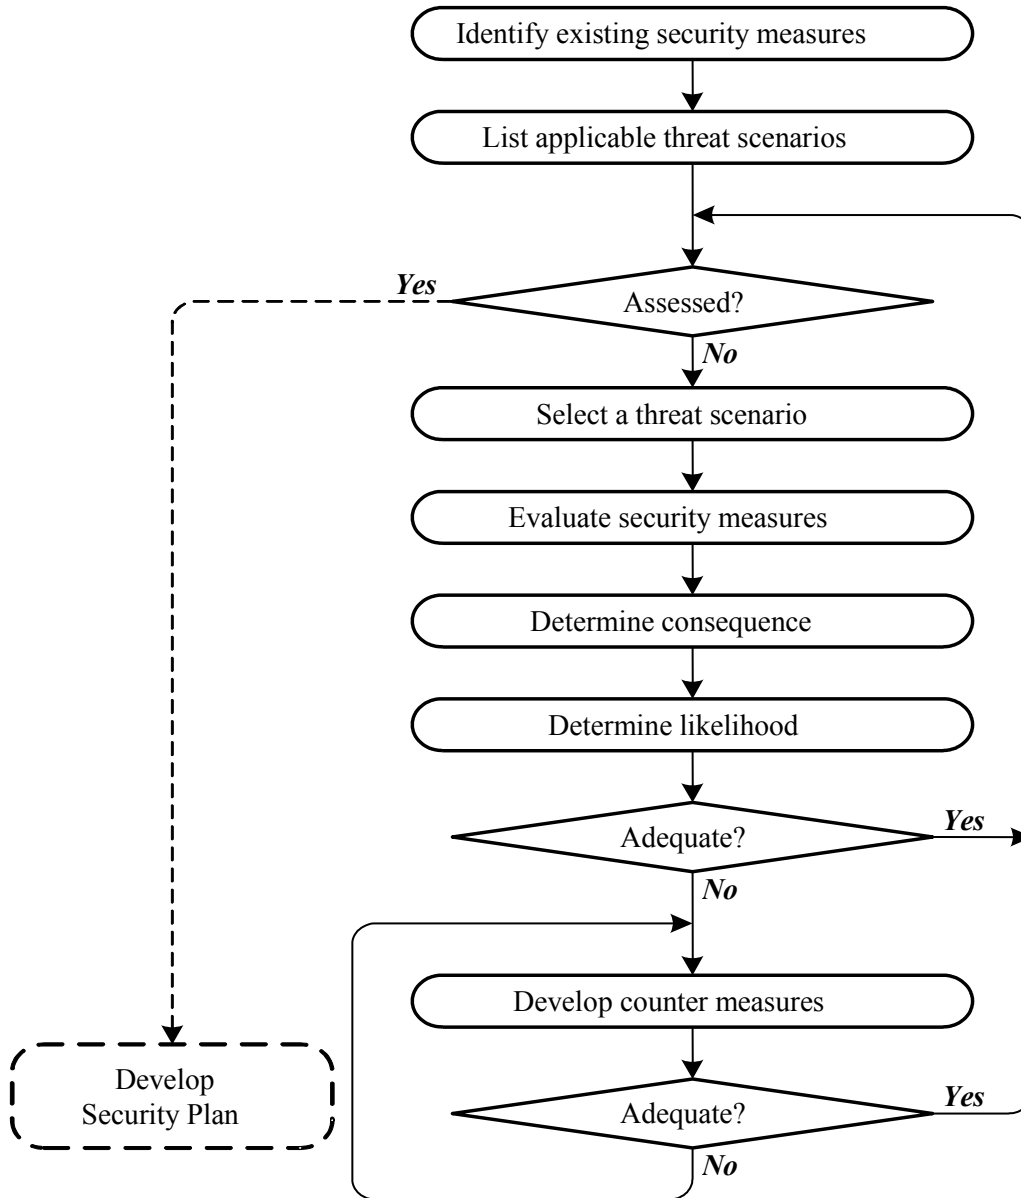 Identify existing security measures
List applicable threat scenarios
Yes
Assessed?
No
Select a threat scenario
Evaluate security measures
Determine consequence
Determine likelihood
Adequate?
Yes
No
Develop counter measures
Develop
Security Plan
Adequate?
Yes
No